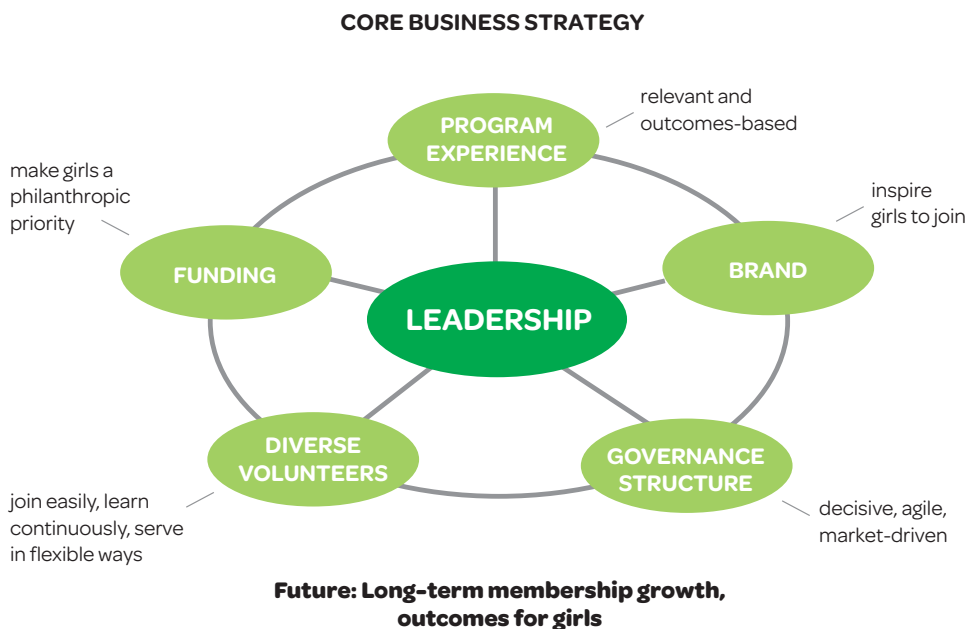 CORE BUSINESS STRATEGY
PROGRAM
EXPERIENCE
relevant and
outcomes-based
make girls a
philanthropic
priority
inspire
girls to join
FUNDING
BRAND
LEADERSHIP
DIVERSE
VOLUNTEERS
GOVERNANCE
STRUCTURE
join easily, learn
continuously, serve
in flexible ways
decisive, agile,
market-driven
Future: Long-term membership growth,
outcomes for girls